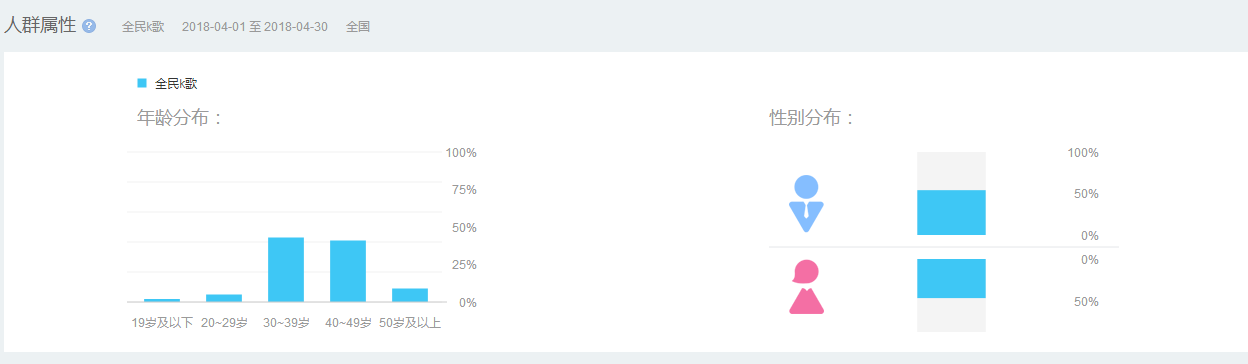 人群属性 ? 全民k歌 2018-04-01 至 2018-04-30 全国
全民k歌
年龄分布：
100%
75%
50%
25%
0%
19岁及以下 20~29岁 30~39岁 40~49岁 50岁及以上
性别分布：
100%
50%
0%
0%
50%